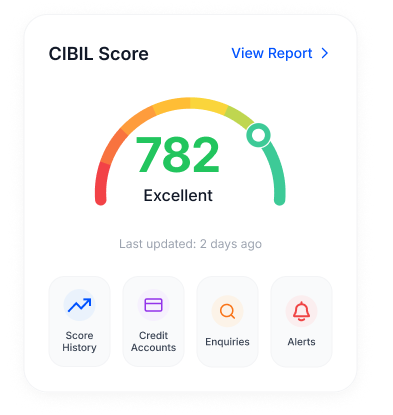 CIBIL Score
View Report
782
Excellent
Last updated: 2 days ago
Score
History
Credit
Accounts
Enquiries
Alerts